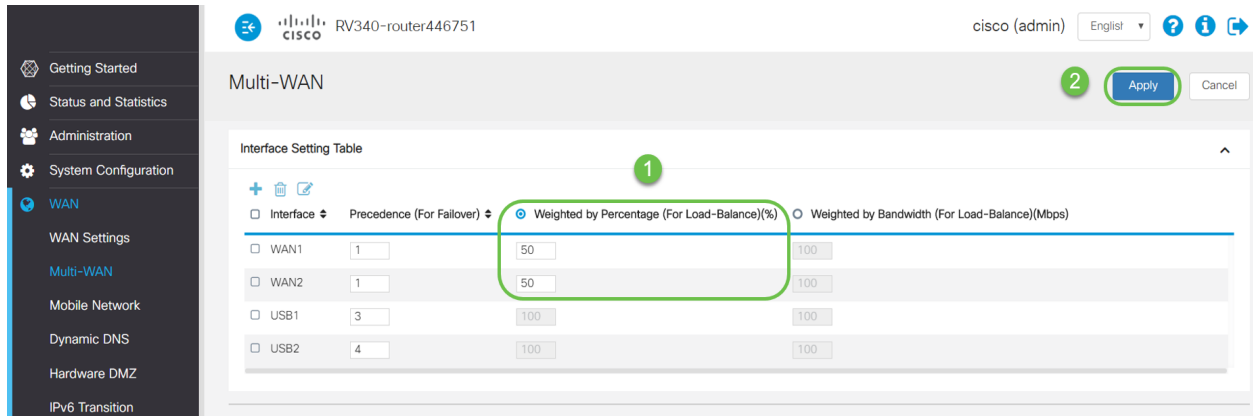 cisco RV340-router446751 cisco (admin) English
Getting Started
Multi-WAN 2 Apply Cancel
Status and Statistics
Administration
Interface Setting Table
System Configuration
1
WAN
Interface Precedence (For Failover) Weighted by Percentage (For Load-Balance)(%) Weighted by Bandwidth (For Load-Balance)(Mbps)
WAN Settings
WAN1 1 50 100
Multi-WAN
WAN2 1 50 100
Mobile Network
USB1 3 100 100
Dynamic DNS
USB2 4 100 100
Hardware DMZ
IPv6 Transition